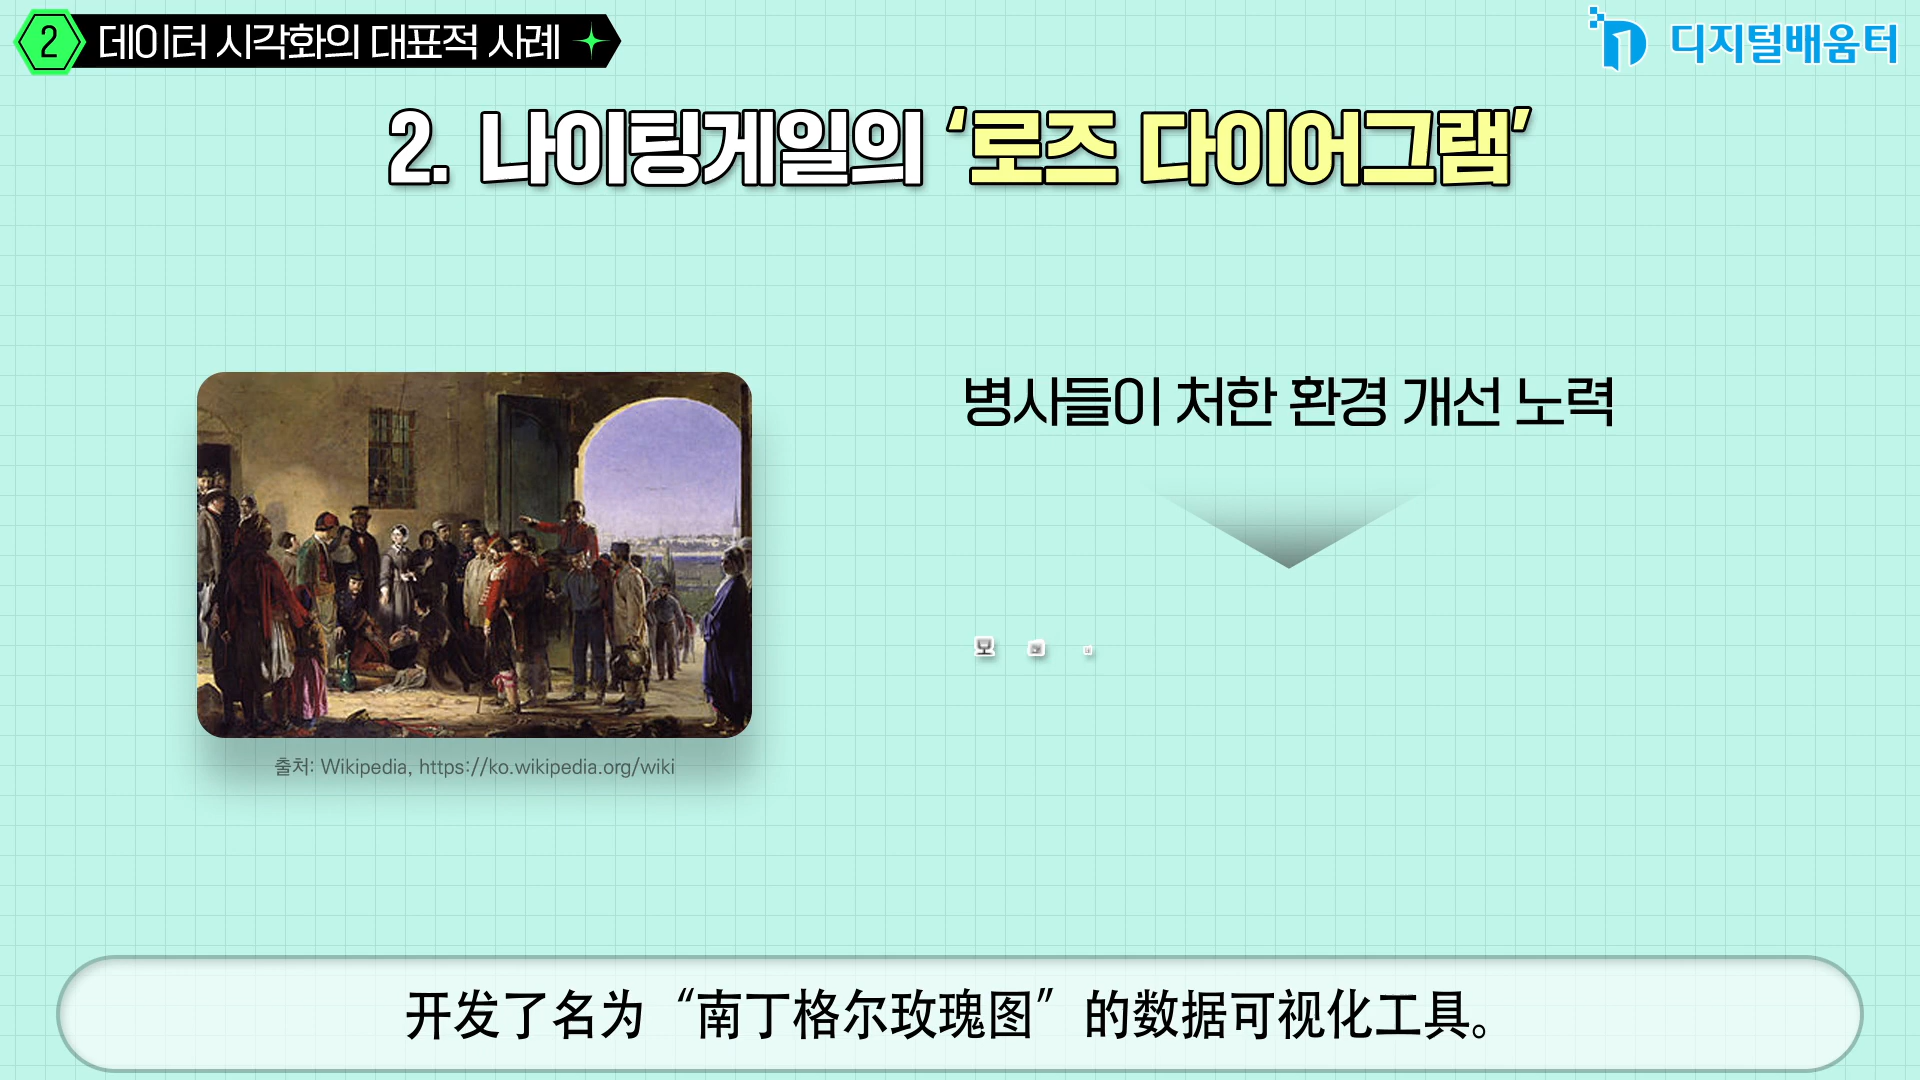 2 데이터 시각화의 대표적 사례
디지털배움터
2. 나이팅게일의 ‘로즈 다이어그램’
병사들이 처한 환경 개선 노력
출처: Wikipedia, https://ko.wikipedia.org/wiki
开发了名为“南丁格尔玫瑰图”的数据可视化工具。